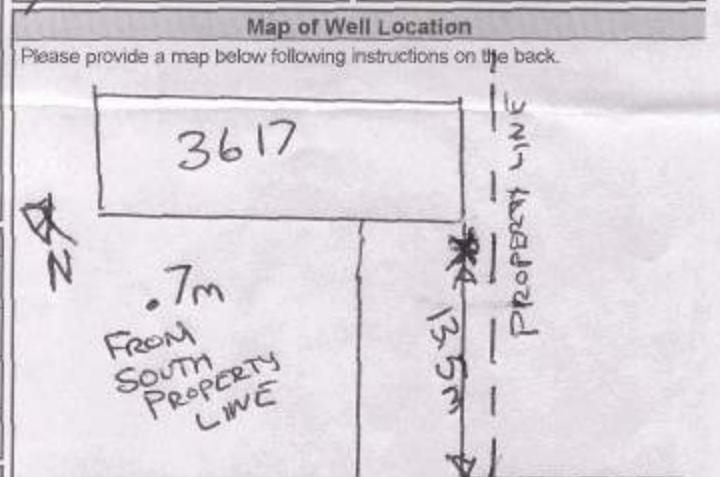 Map of Well Location
Please provide a map below following instructions on the back.
3617
PROPERTY LINE
N
.7m
FROM
SOUTH
PROPERTY
LINE
13.5m